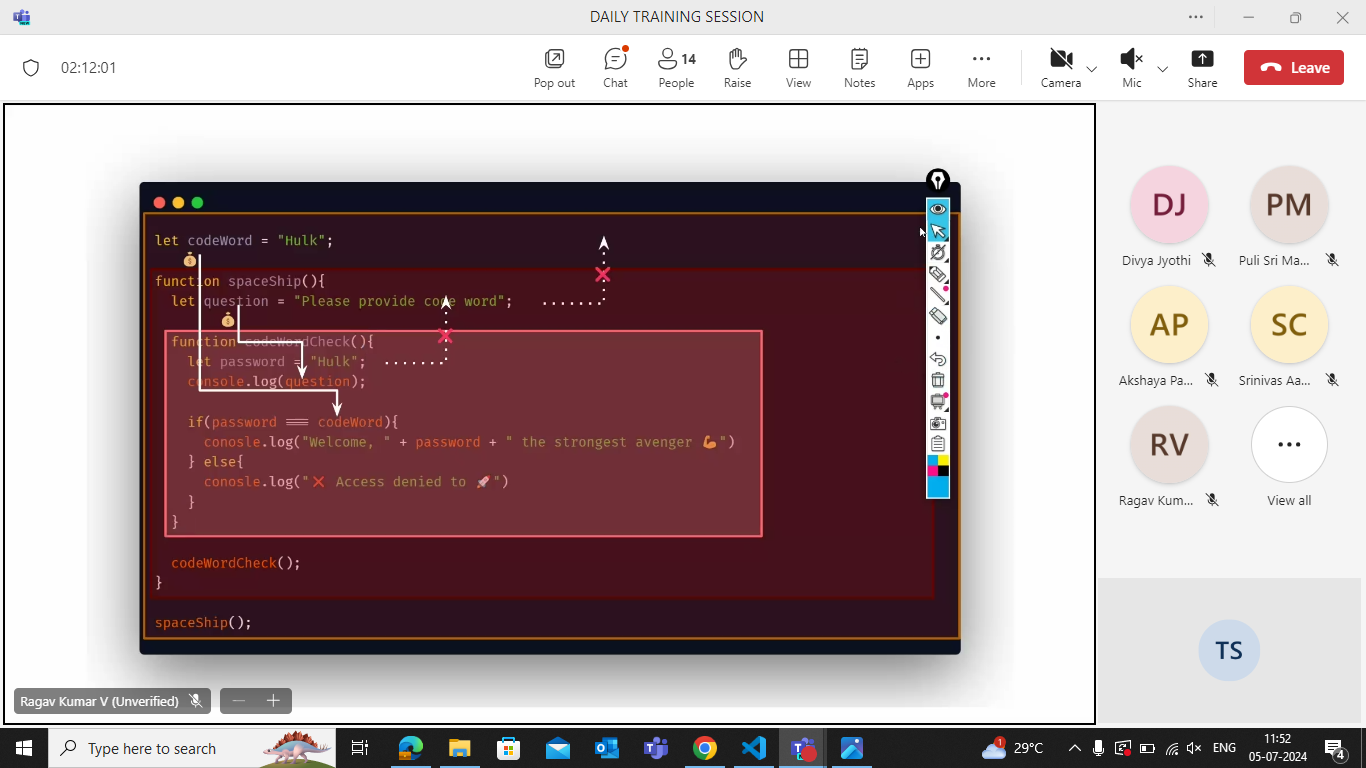 DAILY TRAINING SESSION
02:12:01
Pop out
Chat
14
People
Raise
View
Notes
Apps
More
Camera
Mic
Share
Leave
let codeWord = "Hulk";
function spaceShip(){
let question = "Please provide code word";
function codeWordCheck(){
let password = "Hulk";
console.log(question);
if(password === codeWord){
conosle.log("Welcome, " + password + " the strongest avenger 💪")
} else{
conosle.log("❌ Access denied to 🚀")
}
}
codeWordCheck();
}
spaceShip();
Ragav Kumar V (Unverified)
DJ
Divya Jyothi
PM
Puli Sri Ma...
AP
Akshaya Pa...
SC
Srinivas Aa...
RV
Ragav Kum...
View all
TS
Type here to search
1
29°C
ENG
11:52
05-07-2024
4